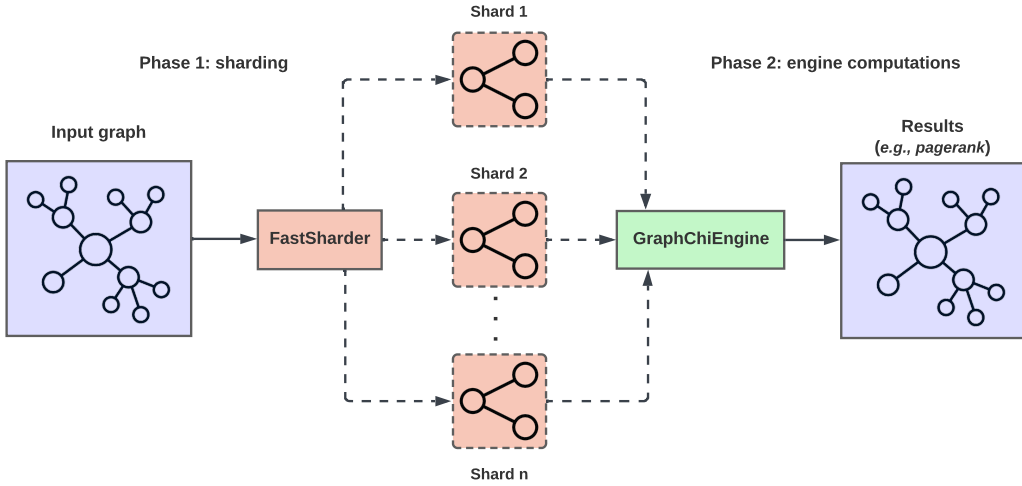 Shard 1
Phase 1: sharding
Phase 2: engine computations
Input graph
Results
(e.g., pagerank)
Shard 2
FastSharder
GraphChiEngine
Shard n